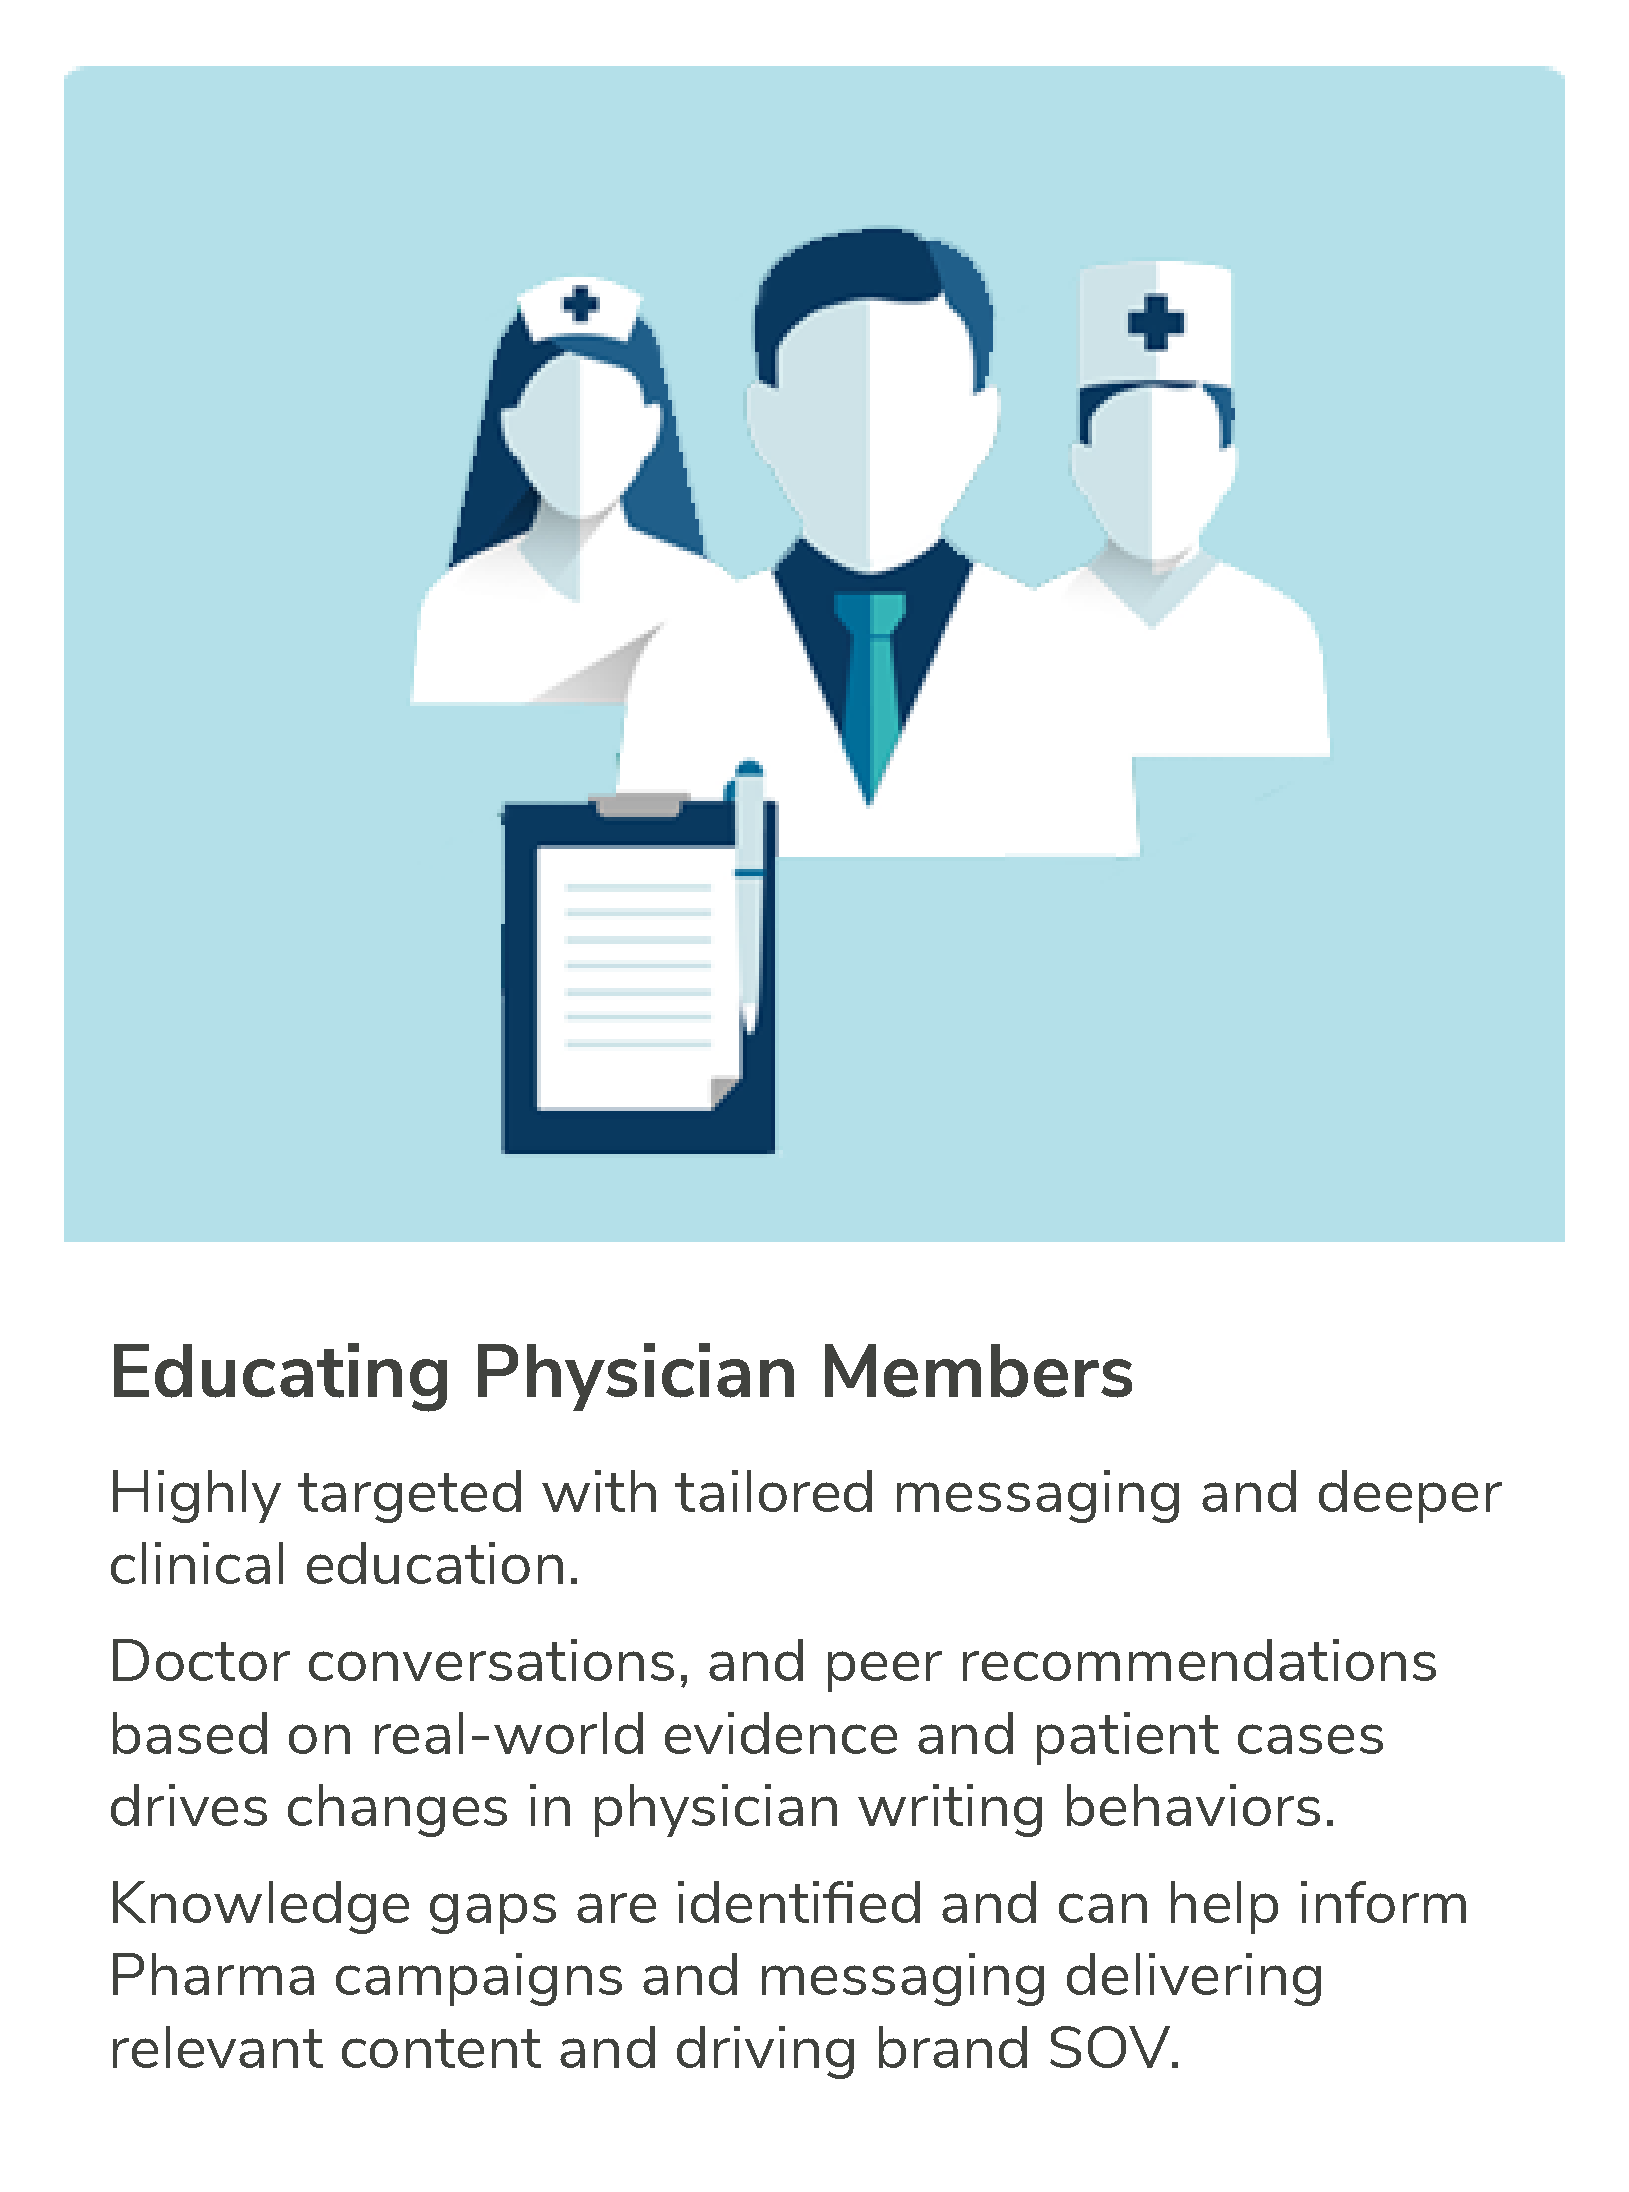 Educating Physician Members
Highly targeted with tailored messaging and deeper
clinical education.
Doctor conversations, and peer recommendations
based on real-world evidence and patient cases
drives changes in physician writing behaviors.
Knowledge gaps are identified and can help inform
Pharma campaigns and messaging delivering
relevant content and driving brand SOV.